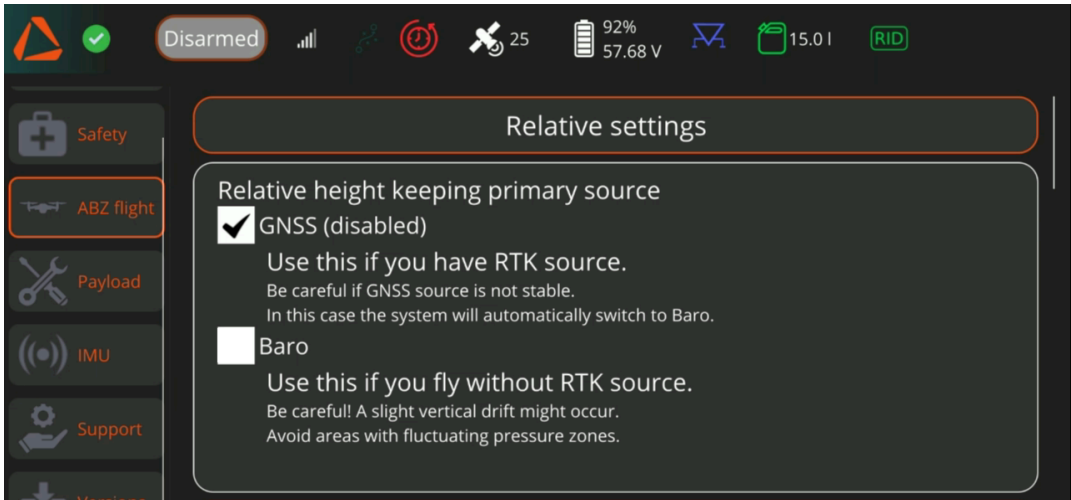 Disarmed
25
92%
57.68 V
15.0 l
RID
Safety
ABZ flight
Payload
IMU
Support
Versions
Relative settings
Relative height keeping primary source
GNSS (disabled)
Use this if you have RTK source.
Be careful if GNSS source is not stable.
In this case the system will automatically switch to Baro.
Baro
Use this if you fly without RTK source.
Be careful! A slight vertical drift might occur.
Avoid areas with fluctuating pressure zones.